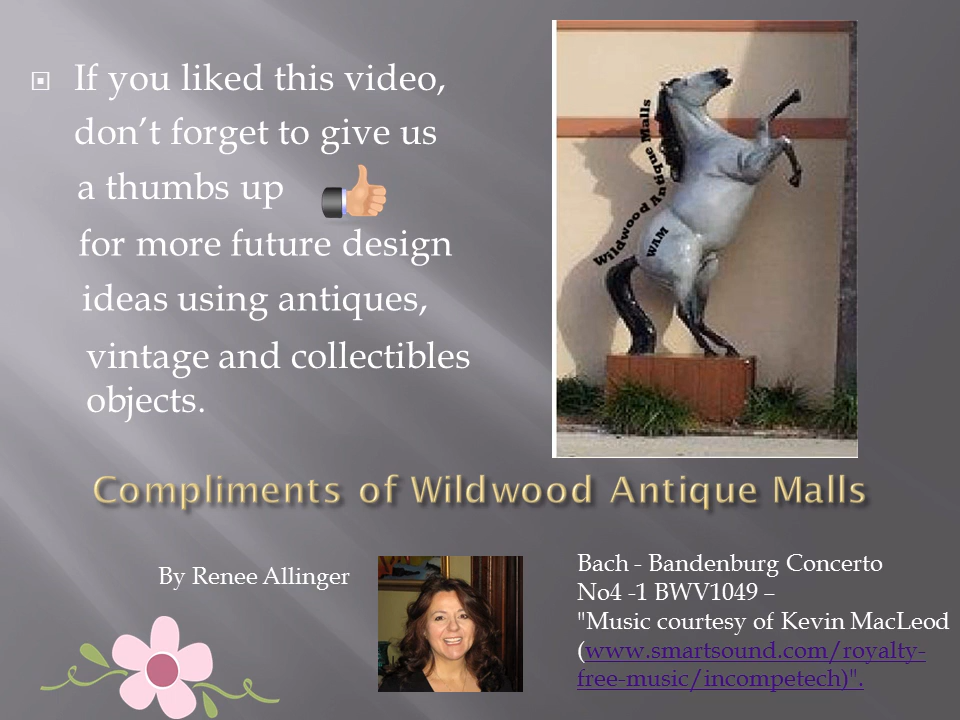 If you liked this video,
don’t forget to give us
a thumbs up
for more future design
ideas using antiques,
vintage and collectibles
objects.
Wildwood Antique Malls
WAM
Compliments of Wildwood Antique Malls
By Renee Allinger
Bach - Bandenburg Concerto
No4 -1 BWV1049 –
"Music courtesy of Kevin MacLeod
(www.smartsound.com/royalty-
free-music/incompetech)".